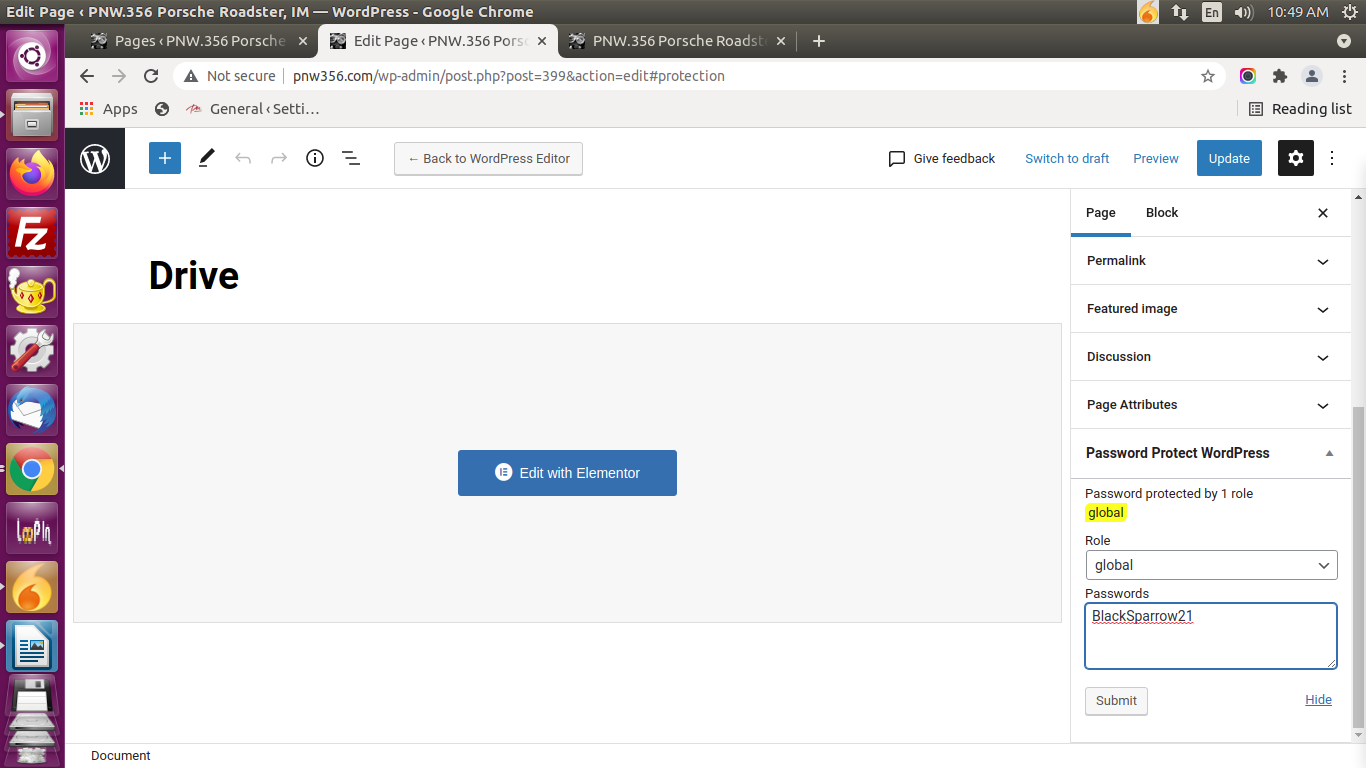 Edit Page ‹ PNW.356 Porsche Roadster, IM — WordPress - Google Chrome
En
10:49 AM
Pages ‹ PNW.356 Porsche
Edit Page ‹ PNW.356 Pors
PNW.356 Porsche Roadst
Not secure
pnw356.com/wp-admin/post.php?post=399&action=edit#protection
Apps
General ‹ Setti…
Reading list
← Back to WordPress Editor
Give feedback
Switch to draft
Preview
Update
Page
Block
Permalink
Drive
Featured image
Discussion
Page Attributes
Password Protect WordPress
Edit with Elementor
Password protected by 1 role
global
Role
global
Passwords
BlackSparrow21
Submit
Hide
Document